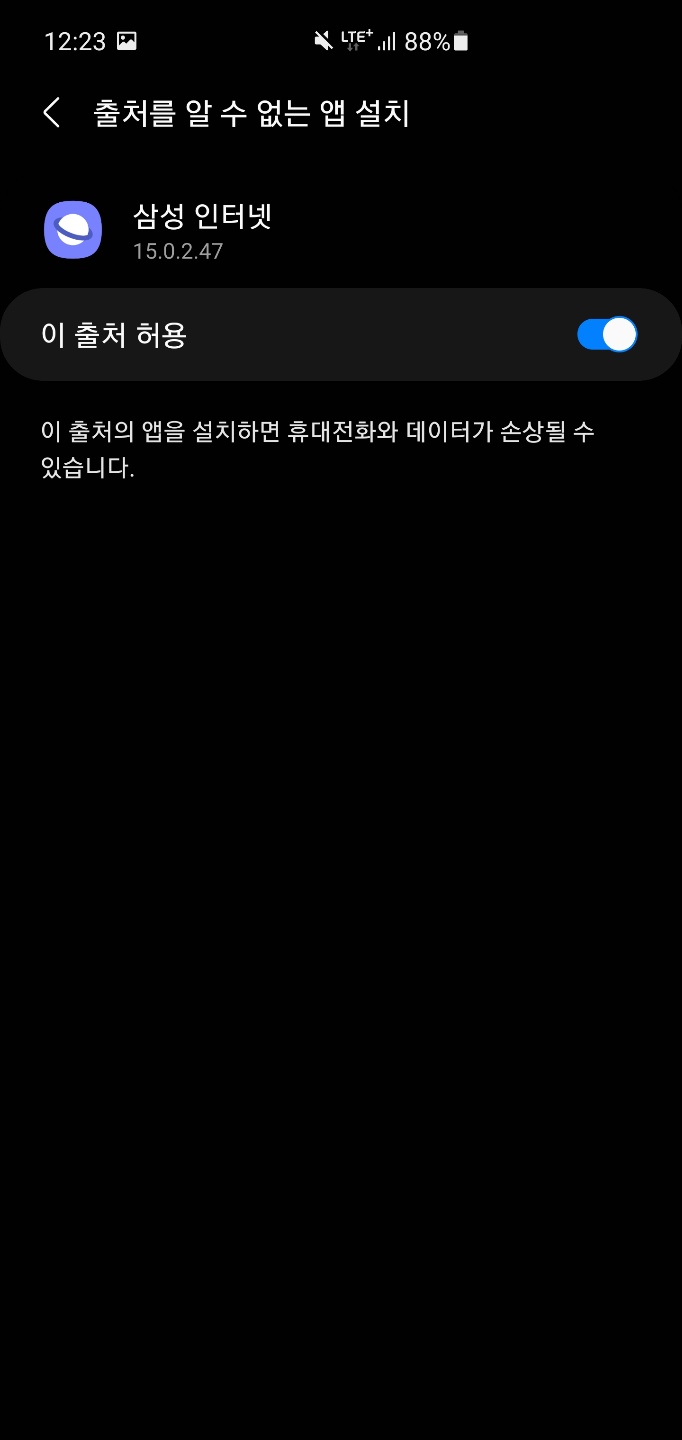 12:23 LTE+ 88%
출처를 알 수 없는 앱 설치
삼성 인터넷
15.0.2.47
이 출처 허용
이 출처의 앱을 설치하면 휴대전화와 데이터가 손상될 수
있습니다.